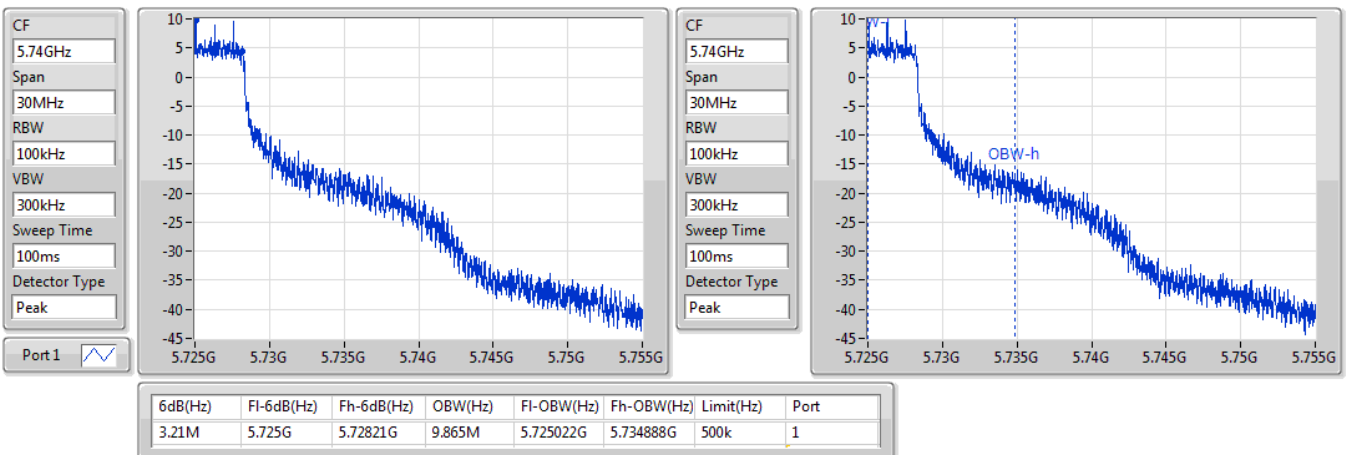 CF
5.74GHz
Span
30MHz
RBW
100kHz
VBW
300kHz
Sweep Time
100ms
Detector Type
Peak
Port 1
10
5
0
-5
-10
-15
-20
-25
-30
-35
-40
-45
5.725G 5.73G 5.735G 5.74G 5.745G 5.75G 5.755G
CF
5.74GHz
Span
30MHz
RBW
100kHz
VBW
300kHz
Sweep Time
100ms
Detector Type
Peak
10
5
0
-5
-10
-15
-20
-25
-30
-35
-40
-45
OBW-h
5.725G 5.73G 5.735G 5.74G 5.745G 5.75G 5.755G
6dB(Hz) Fl-6dB(Hz) Fh-6dB(Hz) OBW(Hz) Fl-OBW(Hz) Fh-OBW(Hz) Limit(Hz) Port
3.21M 5.725G 5.72821G 9.865M 5.725022G 5.734888G 500k 1